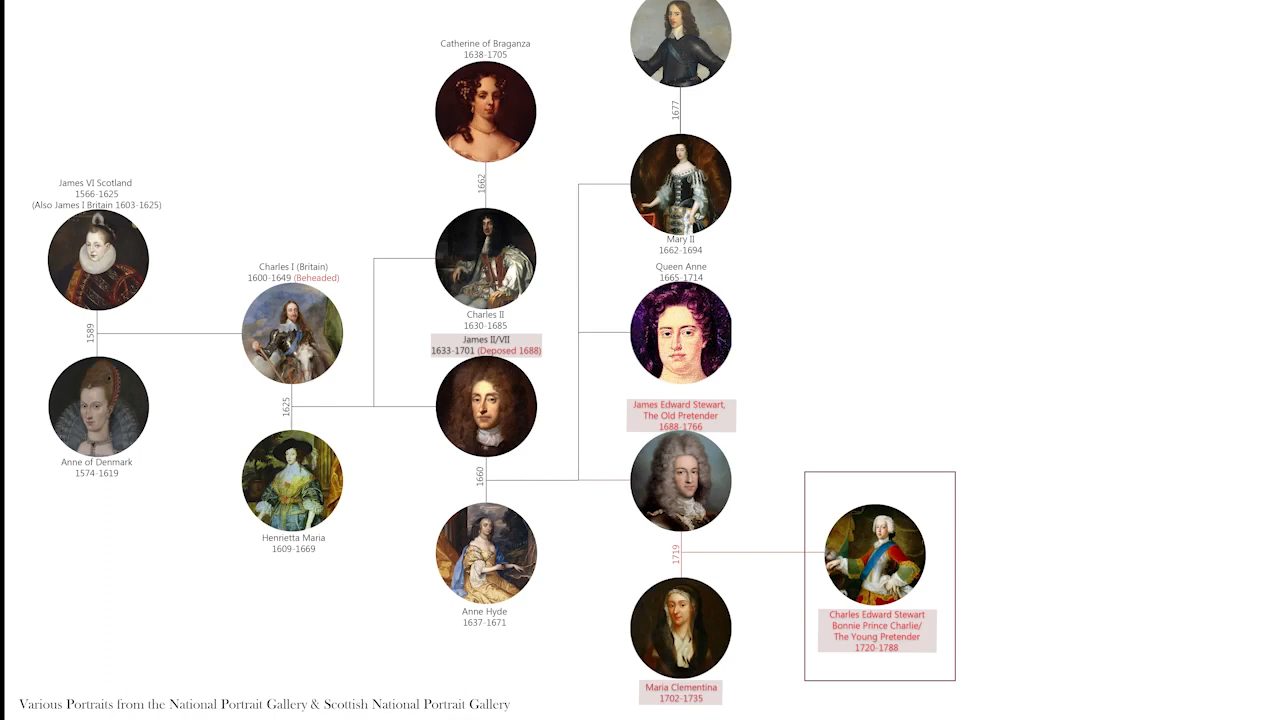 Catherine of Braganza
1638-1705
1677
1662
James VI Scotland
1566-1625
(Also James I Britain 1603-1625)
Mary II
1662-1694
Charles I (Britain)
1600-1649 (Beheaded)
Queen Anne
1665-1714
Charles II
1630-1685
1589
James II/VII
1633-1701 (Deposed 1688)
1625
James Edward Stewart,
The Old Pretender
1688-1766
Anne of Denmark
1574-1619
1660
Henrietta Maria
1609-1669
1719
Anne Hyde
1637-1671
Charles Edward Stewart
Bonnie Prince Charlie/
The Young Pretender
1720-1788
Maria Clementina
1702-1735
Various Portraits from the National Portrait Gallery & Scottish National Portrait Gallery